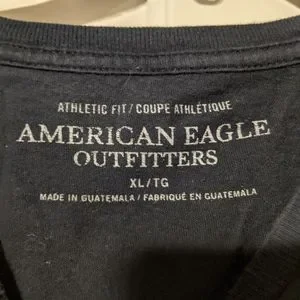 ATHLETIC FIT / COUPE ATHLÉTIQUE
AMERICAN EAGLE
OUTFITTERS
XL / TG
MADE IN GUATEMALA / FABRIQUÉ EN GUATEMALA